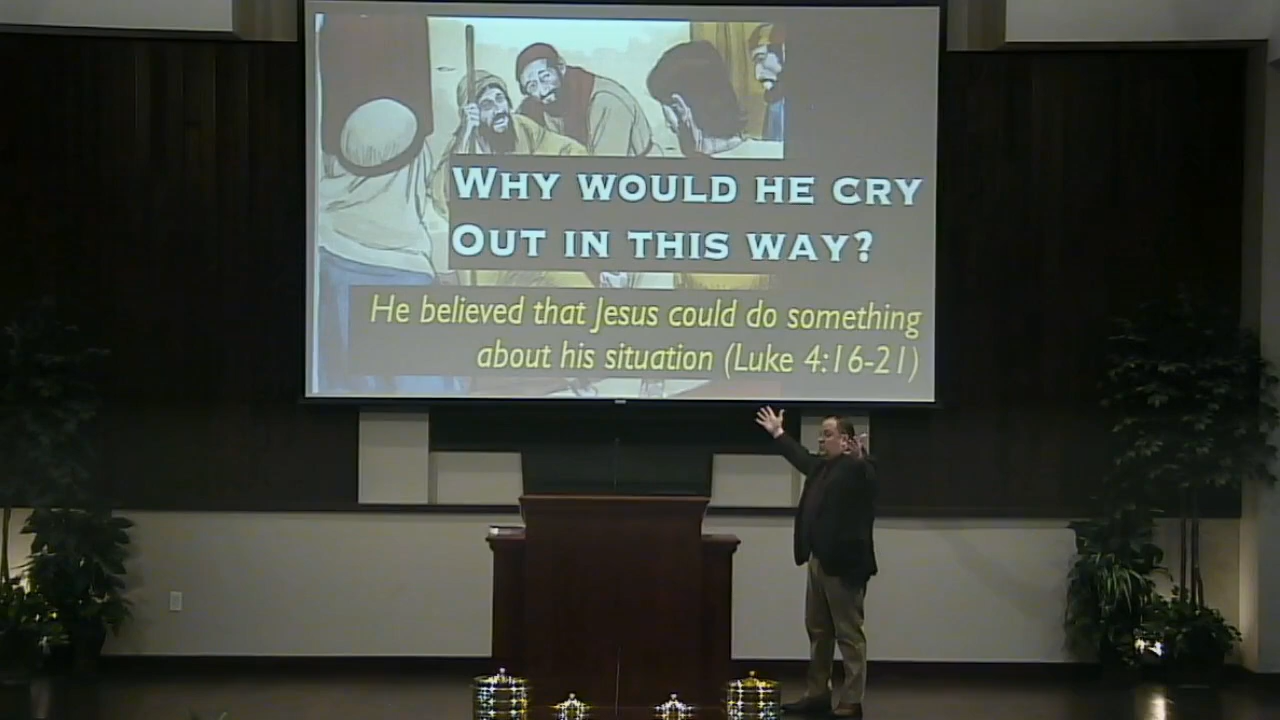 WHY WOULD HE CRY
OUT IN THIS WAY?
He believed that Jesus could do something
about his situation (Luke 4:16-21)